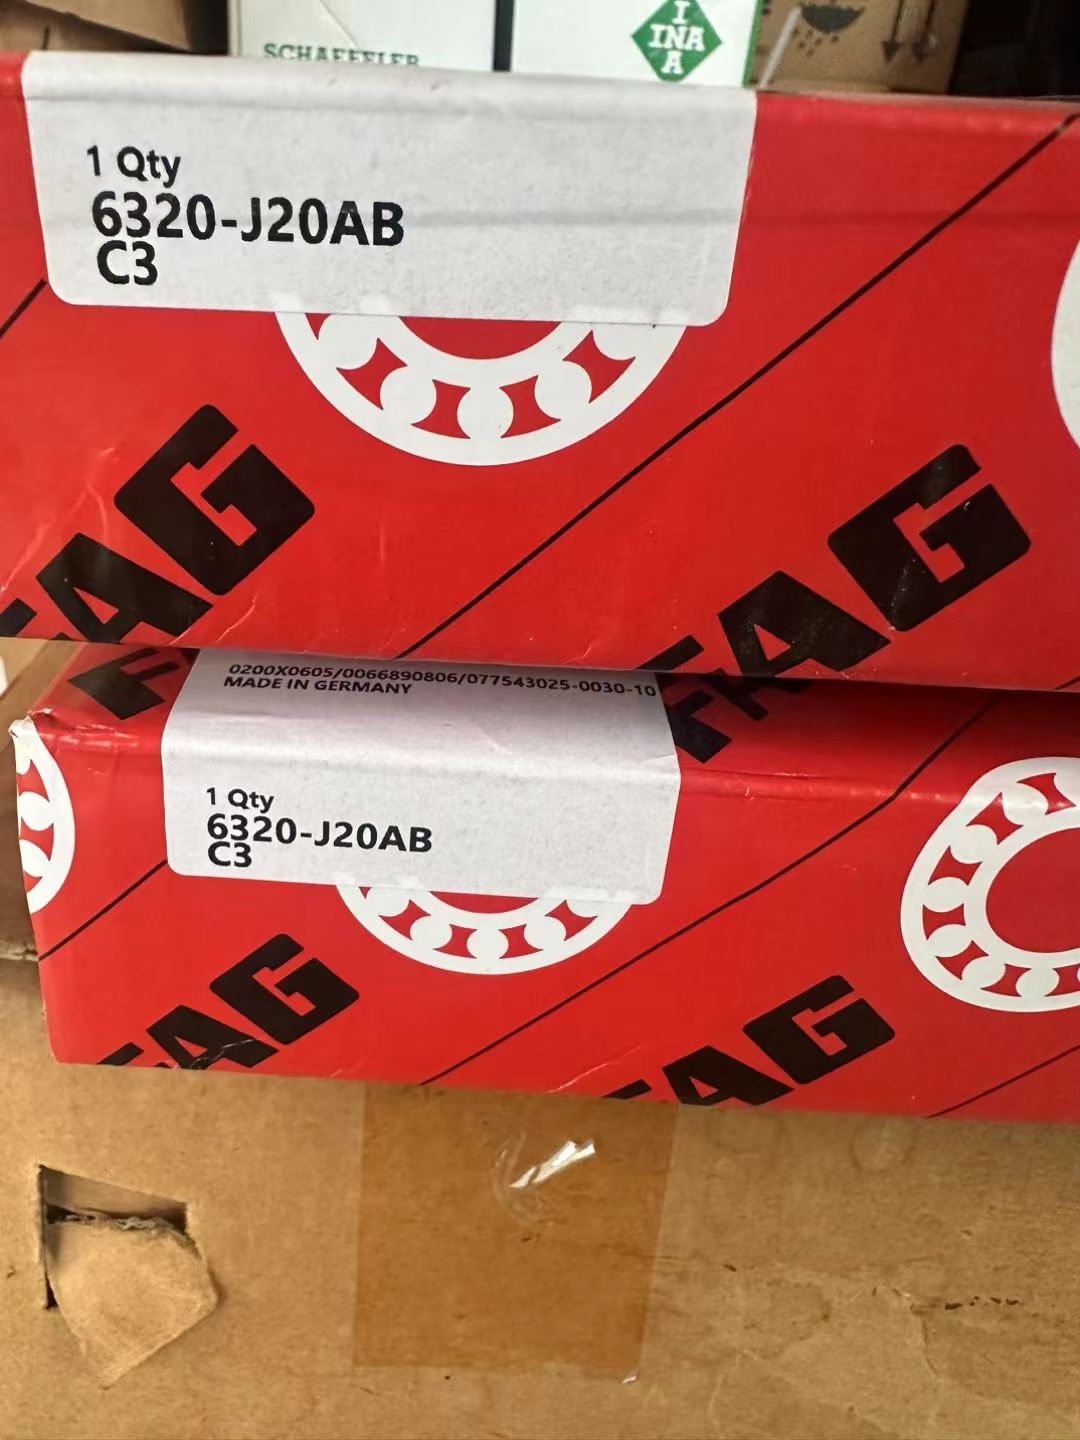 SCHAEFFLER
INA
I
A
1 Qty
6320-J20AB
C3
FAG
FAG
0200X0605/0066890806/077543025-0030-10
MADE IN GERMANY
1 Qty
6320-J20AB
C3
FAG
FAG